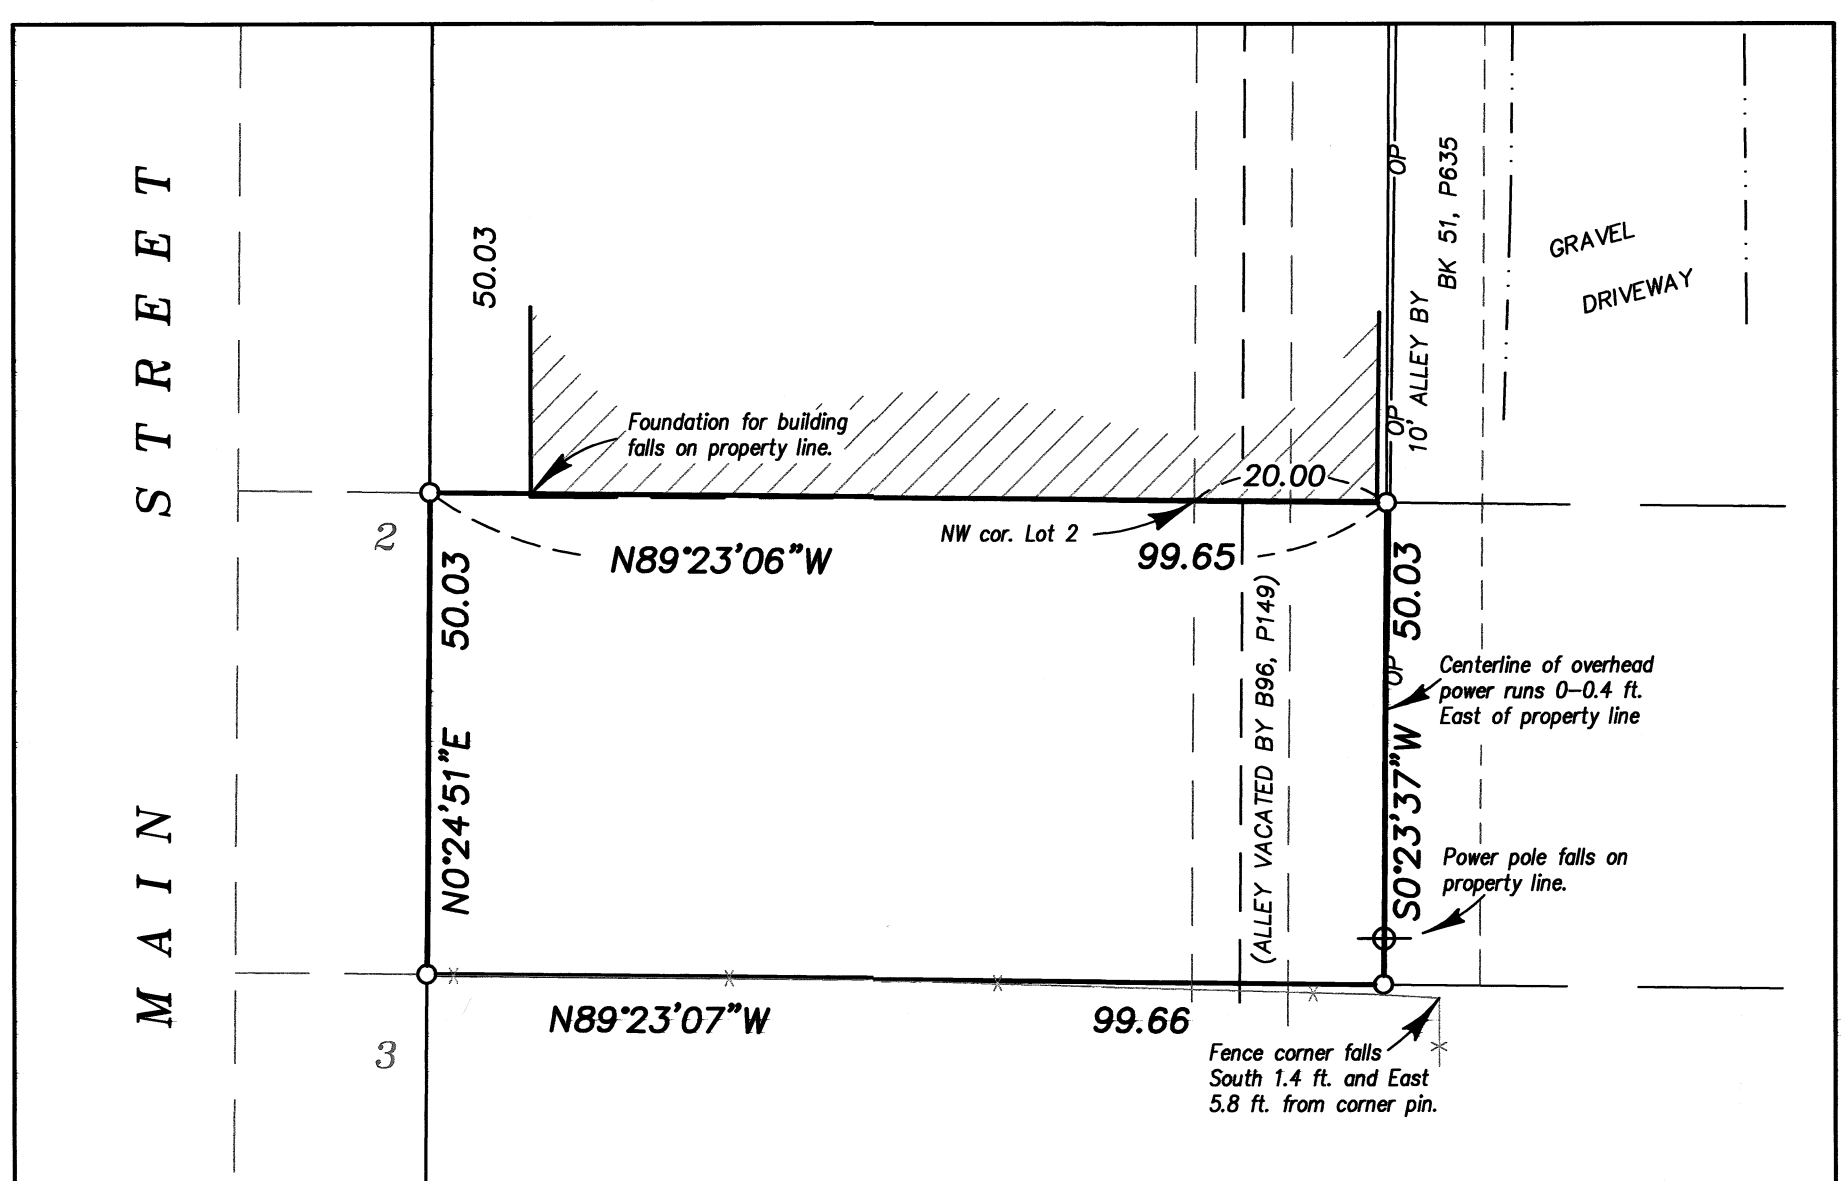 MAIN STREET
50.03
OP
BK 51, P635
10' ALLEY BY
OP
GRAVEL
DRIVEWAY
Foundation for building
falls on property line.
20.00
2
NW cor. Lot 2
N89°23'06"W
99.65
50.03
N0°24'51"E
(ALLEY VACATED BY B96, P149)
50.03
OP
S0°23'37"W
Centerline of overhead
power runs 0-0.4 ft.
East of property line
Power pole falls on
property line.
N89°23'07"W
99.66
3
Fence corner falls
South 1.4 ft. and East
5.8 ft. from corner pin.